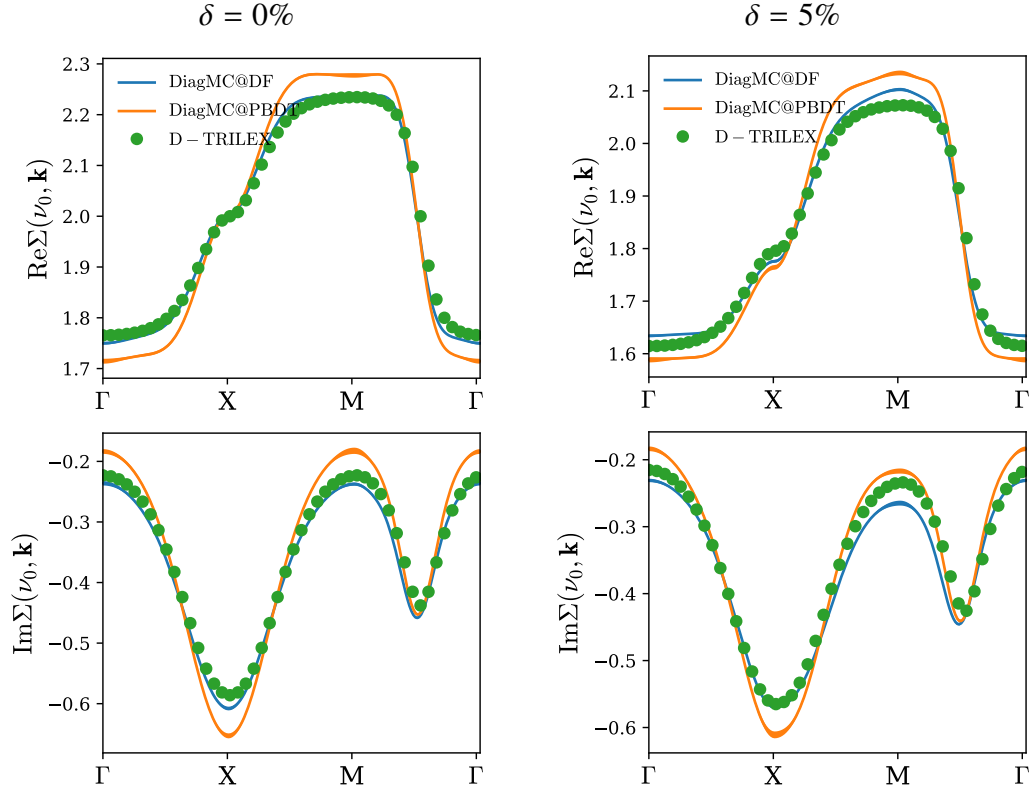 δ = 0%
δ = 5%
ReΣ(ν₀, k)
2.3
2.2
2.1
2.0
1.9
1.8
1.7
DiagMC@DF
DiagMC@PBDT
D − TRILEX
Γ X M Γ
ReΣ(ν₀, k)
2.1
2.0
1.9
1.8
1.7
1.6
DiagMC@DF
DiagMC@PBDT
D − TRILEX
Γ X M Γ
ImΣ(ν₀, k)
−0.2
−0.3
−0.4
−0.5
−0.6
Γ X M Γ
ImΣ(ν₀, k)
−0.2
−0.3
−0.4
−0.5
−0.6
Γ X M Γ